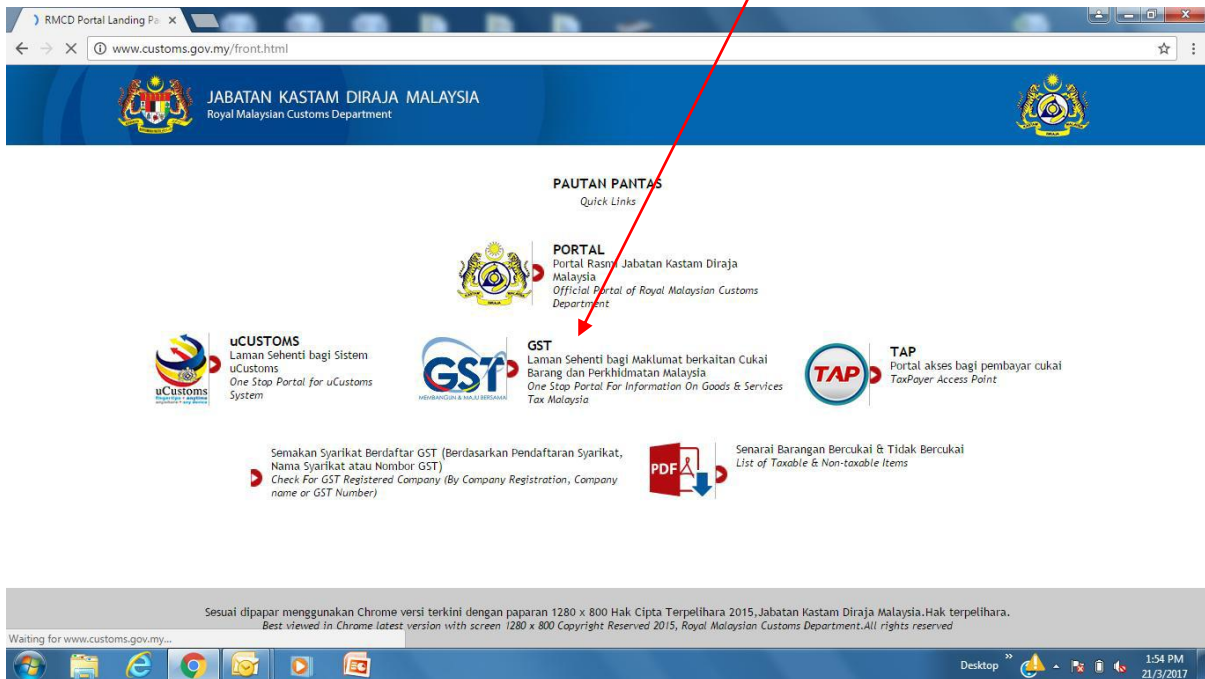 RMCD Portal Landing Pa
www.customs.gov.my/front.html
JABATAN KASTAM DIRAJA MALAYSIA
Royal Malaysian Customs Department
PAUTAN PANTAS
Quick Links
PORTAL
Portal Rasmi Jabatan Kastam Diraja
Malaysia
Official Portal of Royal Malaysian Customs
Department
uCustoms
uCUSTOMS
Laman Sehenti bagi Sistem
uCustoms
One Stop Portal for uCustoms
System
GST
MEMBANGUN & MAJU BERSAMA
GST
Laman Sehenti bagi Maklumat berkaitan Cukai
Barang dan Perkhidmatan Malaysia
One Stop Portal For Information On Goods & Services
Tax Malaysia
TAP
TAP
Portal akses bagi pembayar cukai
TaxPayer Access Point
Semakan Syarikat Berdaftar GST (Berdasarkan Pendaftaran Syarikat,
Nama Syarikat atau Nombor GST)
Check For GST Registered Company (By Company Registration, Company
name or GST Number)
PDF
Senarai Barangan Bercukai & Tidak Bercukai
List of Taxable & Non-taxable Items
Sesuai dipapar menggunakan Chrome versi terkini dengan paparan 1280 x 800 Hak Cipta Terpelihara 2015,Jabatan Kastam Diraja Malaysia.Hak terpelihara.
Best viewed in Chrome latest version with screen 1280 x 800 Copyright Reserved 2015, Royal Malaysian Customs Department.All rights reserved
Waiting for www.customs.gov.my...
Desktop
1:54 PM
21/3/2017